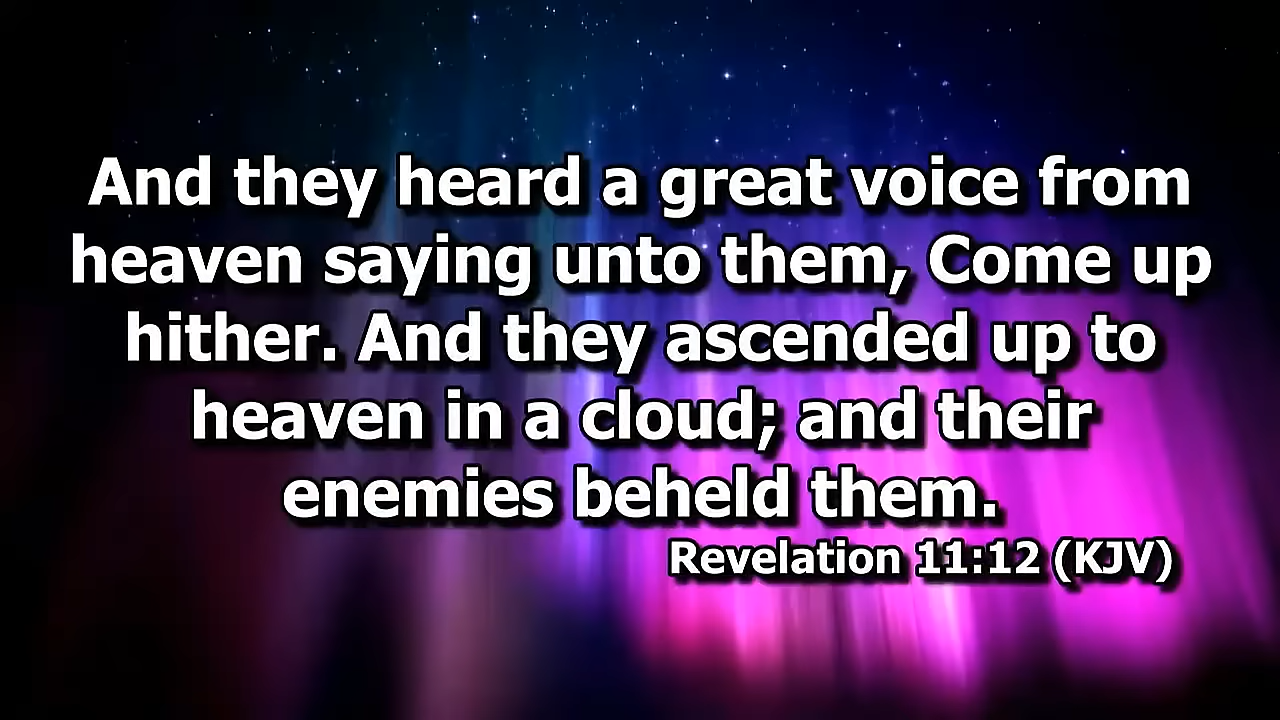 And they heard a great voice from
heaven saying unto them, Come up
hither. And they ascended up to
heaven in a cloud; and their
enemies beheld them.
Revelation 11:12 (KJV)